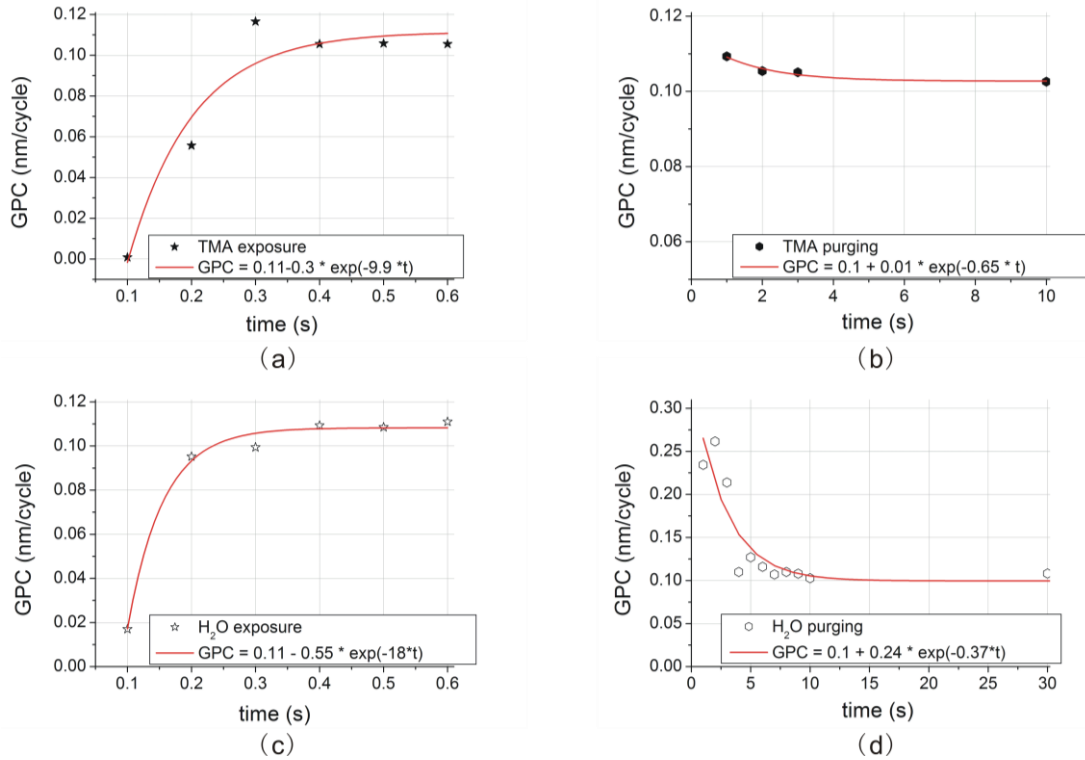 0.12
0.10
0.08
0.06
0.04
0.02
0.00
GPC (nm/cycle)
TMA exposure
GPC = 0.11-0.3 * exp(-9.9 *t)
0.1 0.2 0.3 0.4 0.5 0.6
time (s)
(a)
0.12
0.10
0.08
0.06
GPC (nm/cycle)
TMA purging
GPC = 0.1 + 0.01 * exp(-0.65 * t)
0 2 4 6 8 10
time (s)
(b)
0.12
0.10
0.08
0.06
0.04
0.02
0.00
GPC (nm/cycle)
H₂O exposure
GPC = 0.11 - 0.55 * exp(-18*t)
0.1 0.2 0.3 0.4 0.5 0.6
time (s)
(c)
0.30
0.25
0.20
0.15
0.10
0.05
0.00
GPC (nm/cycle)
H₂O purging
GPC = 0.1 + 0.24 * exp(-0.37*t)
0 5 10 15 20 25 30
time (s)
(d)